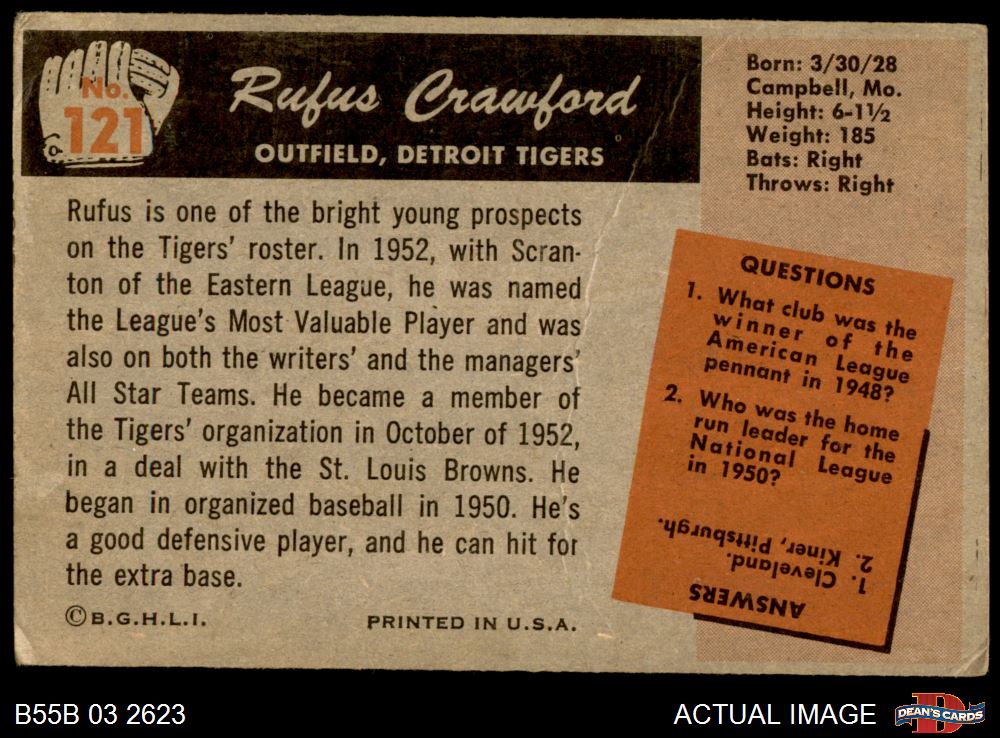 No.
121
Rufus Crawford
OUTFIELD, DETROIT TIGERS
Born: 3/30/28
Campbell, Mo.
Height: 6-1½
Weight: 185
Bats: Right
Throws: Right
Rufus is one of the bright young prospects
on the Tigers' roster. In 1952, with Scran-
ton of the Eastern League, he was named
the League's Most Valuable Player and was
also on both the writers' and the managers'
All Star Teams. He became a member of
the Tigers' organization in October of 1952,
in a deal with the St. Louis Browns. He
began in organized baseball in 1950. He's
a good defensive player, and he can hit for
the extra base.
©B.G.H.L.I.
PRINTED IN U.S.A.
QUESTIONS
1. What club was the
winner of the
American League
pennant in 1948?
2. Who was the home
run leader for the
National League
in 1950?
ANSWERS
1. Cleveland.
2. Kiner, Pittsburgh.
B55B 03 2623
ACTUAL IMAGE
D
DEAN'S CARDS